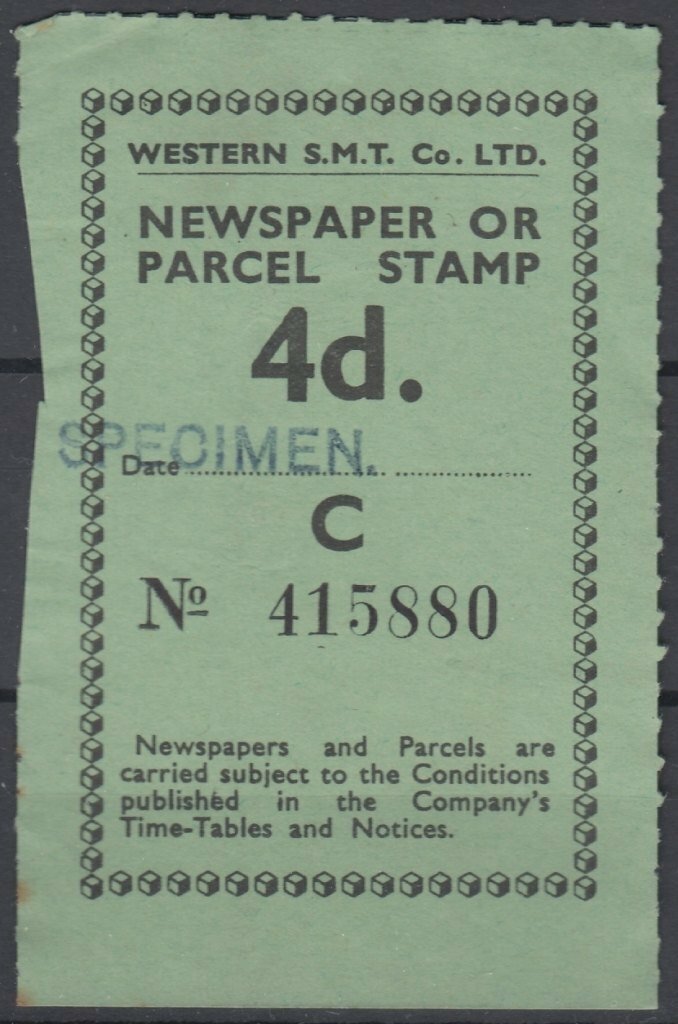 WESTERN S.M.T. Co. LTD.
NEWSPAPER OR
PARCEL STAMP
4d.
SPECIMEN.
Date
C
No 415880
Newspapers and Parcels are
carried subject to the Conditions
published in the Company's
Time-Tables and Notices.